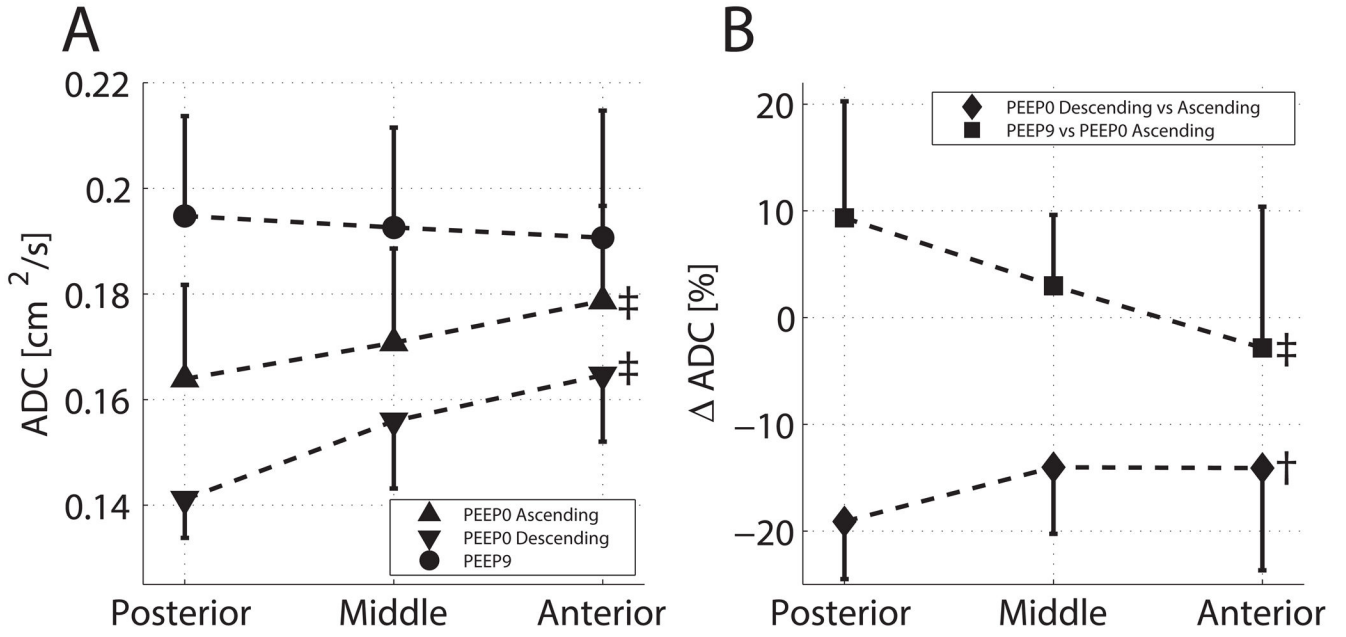 A
0.22
0.2
0.18
0.16
0.14
ADC [cm 2/s]
‡
‡
PEEP0 Ascending
PEEP0 Descending
PEEP9
Posterior Middle Anterior
B
20
10
0
−10
−20
Δ ADC [%]
PEEP0 Descending vs Ascending
PEEP9 vs PEEP0 Ascending
‡
†
Posterior Middle Anterior